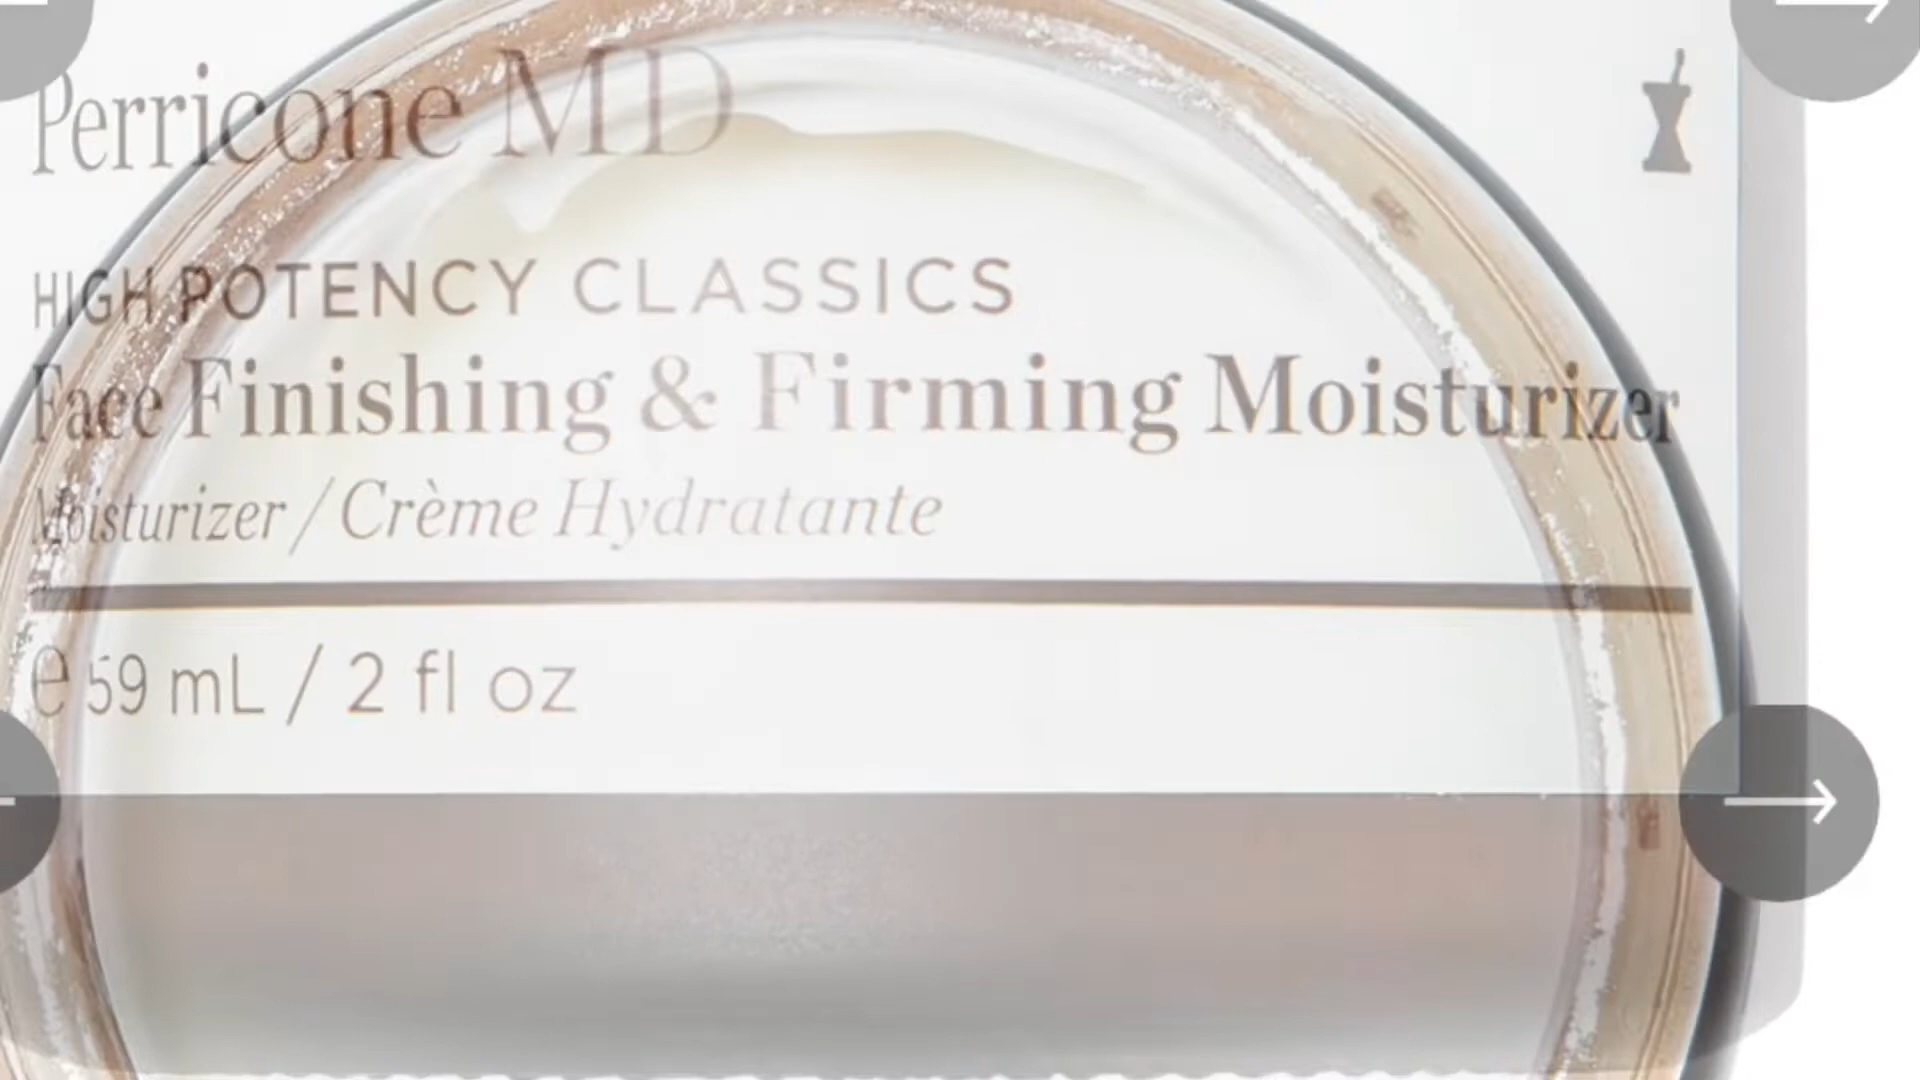 Perricone MD
HIGH POTENCY CLASSICS
Face Finishing & Firming Moisturizer
Moisturizer / Crème Hydratante
e 59 mL / 2 fl oz